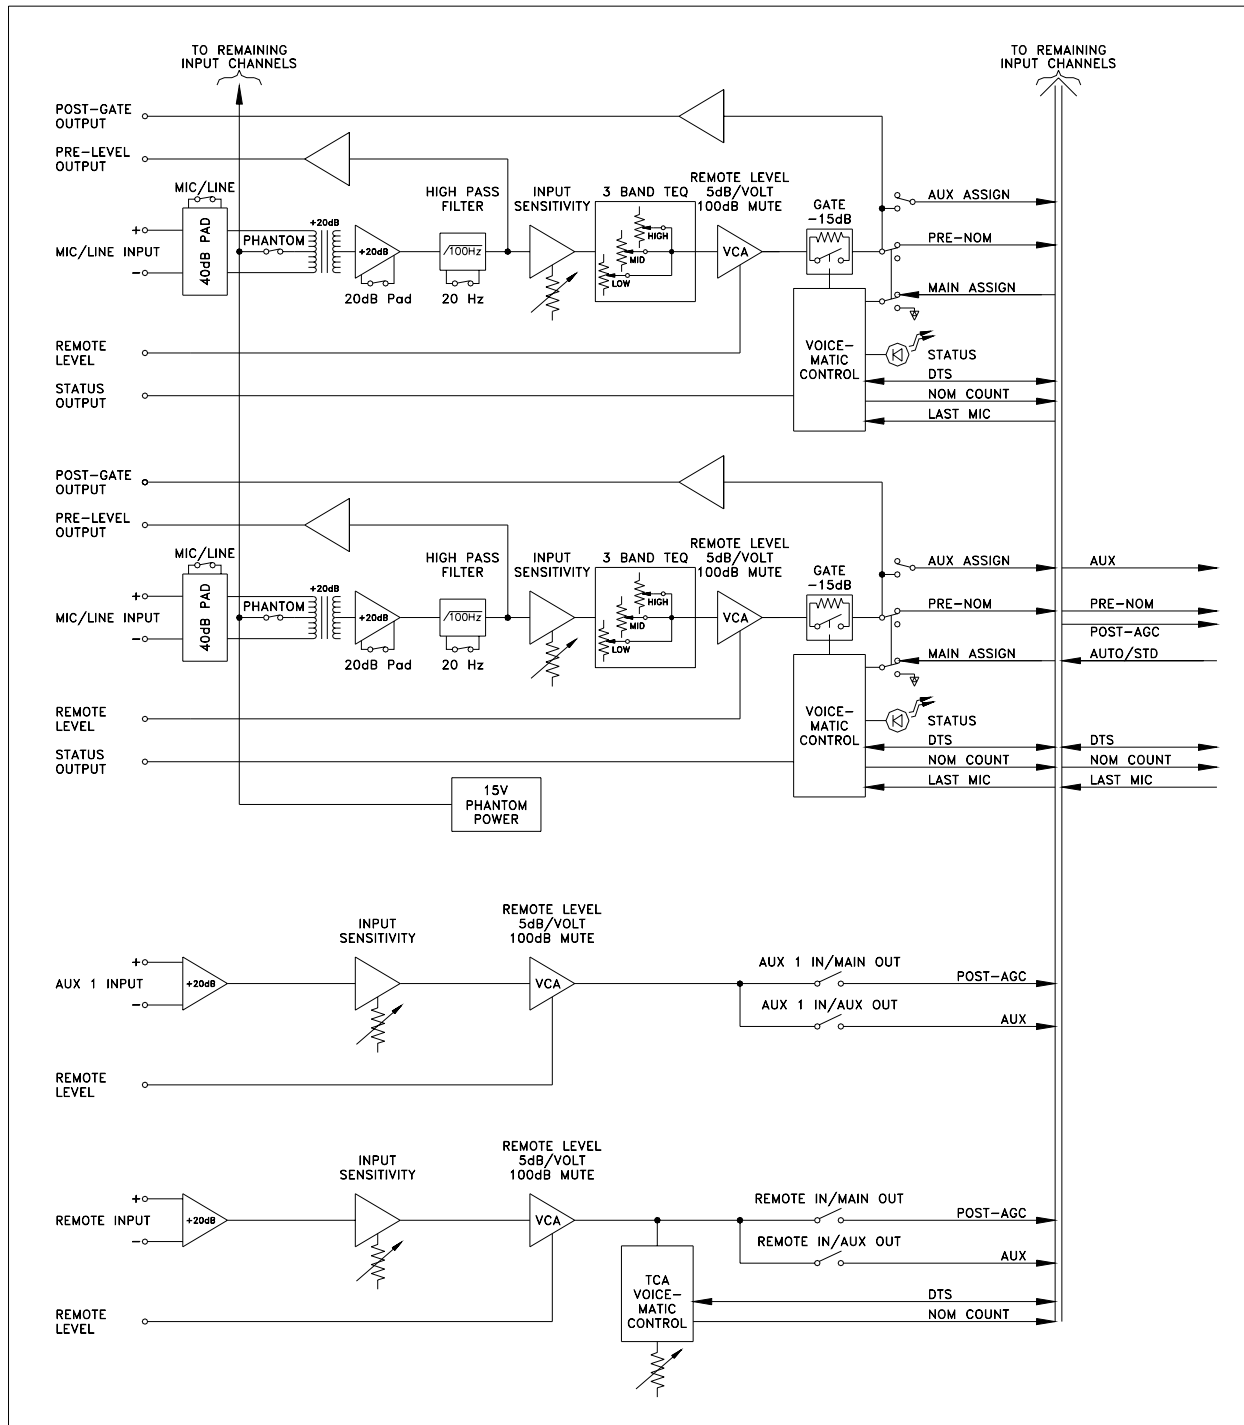 TO REMAINING
INPUT CHANNELS
TO REMAINING
INPUT CHANNELS
POST-GATE
OUTPUT
PRE-LEVEL
OUTPUT
MIC/LINE
HIGH PASS
FILTER
INPUT
SENSITIVITY
3 BAND TEQ
REMOTE LEVEL
5dB/VOLT
100dB MUTE
GATE
-15dB
AUX ASSIGN
+
MIC/LINE INPUT
-
40dB PAD
PHANTOM
+20dB
+20dB
20dB Pad
/100Hz
20 Hz
HIGH
MID
LOW
VCA
PRE-NOM
MAIN ASSIGN
VOICE-
MATIC
CONTROL
STATUS
DTS
NOM COUNT
LAST MIC
REMOTE
LEVEL
STATUS
OUTPUT
POST-GATE
OUTPUT
PRE-LEVEL
OUTPUT
MIC/LINE
HIGH PASS
FILTER
INPUT
SENSITIVITY
3 BAND TEQ
REMOTE LEVEL
5dB/VOLT
100dB MUTE
GATE
-15dB
AUX ASSIGN
AUX
+
MIC/LINE INPUT
-
40dB PAD
PHANTOM
+20dB
+20dB
20dB Pad
/100Hz
20 Hz
HIGH
MID
LOW
VCA
PRE-NOM
PRE-NOM
POST-AGC
MAIN ASSIGN
AUTO/STD
VOICE-
MATIC
CONTROL
STATUS
DTS
DTS
NOM COUNT
NOM COUNT
LAST MIC
LAST MIC
REMOTE
LEVEL
STATUS
OUTPUT
15V
PHANTOM
POWER
INPUT
SENSITIVITY
REMOTE LEVEL
5dB/VOLT
100dB MUTE
+
AUX 1 INPUT
-
+20dB
VCA
AUX 1 IN/MAIN OUT
POST-AGC
AUX 1 IN/AUX OUT
AUX
REMOTE
LEVEL
INPUT
SENSITIVITY
REMOTE LEVEL
5dB/VOLT
100dB MUTE
+
REMOTE INPUT
-
+20dB
VCA
REMOTE IN/MAIN OUT
POST-AGC
REMOTE IN/AUX OUT
AUX
TCA
VOICE-
MATIC
CONTROL
DTS
NOM COUNT
REMOTE
LEVEL